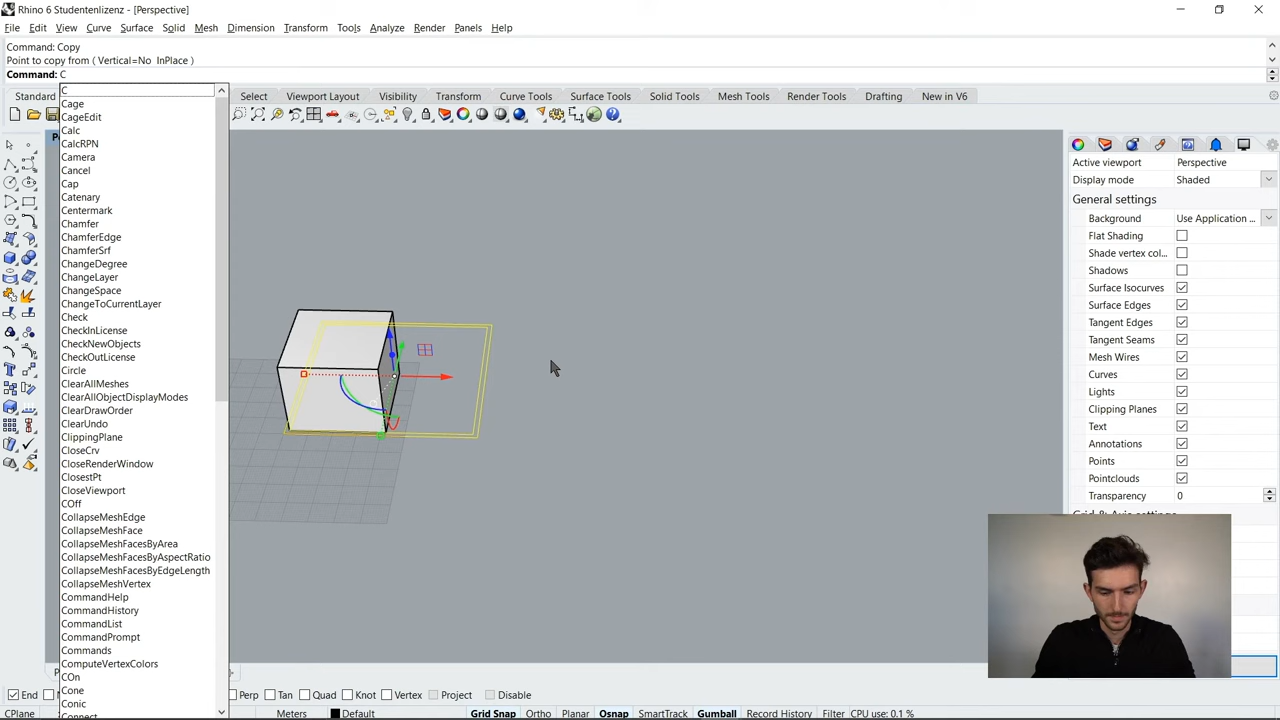 Rhino 6 Studentenlizenz - [Perspective]
File Edit View Curve Surface Solid Mesh Dimension Transform Tools Analyze Render Panels Help
Command: Copy
Point to copy from ( Vertical=No InPlace )
Command: C
Standard Select Viewport Layout Visibility Transform Curve Tools Surface Tools Solid Tools Mesh Tools Render Tools Drafting New in V6
C
Cage
CageEdit
Calc
CalcRPN
Camera
Cancel
Cap
Catenary
Centermark
Chamfer
ChamferEdge
ChamferSrf
ChangeDegree
ChangeLayer
ChangeSpace
ChangeToCurrentLayer
Check
CheckInLicense
CheckNewObjects
CheckOutLicense
Circle
ClearAllMeshes
ClearAllObjectDisplayModes
ClearDrawOrder
ClearUndo
ClippingPlane
CloseCrv
CloseRenderWindow
ClosestPt
CloseViewport
COff
CollapseMeshEdge
CollapseMeshFace
CollapseMeshFacesByArea
CollapseMeshFacesByAspectRatio
CollapseMeshFacesByEdgeLength
CollapseMeshVertex
CommandHelp
CommandHistory
CommandList
CommandPrompt
Commands
ComputeVertexColors
COn
Cone
Conic
Connect
Active viewport Perspective
Display mode Shaded
General settings
Background Use Application ...
Flat Shading
Shade vertex col...
Shadows
Surface Isocurves
Surface Edges
Tangent Edges
Tangent Seams
Mesh Wires
Curves
Lights
Clipping Planes
Text
Annotations
Points
Pointclouds
Transparency 0
Grid & Axis settings
End Perp Tan Quad Knot Vertex Project Disable
CPlane Meters Default Grid Snap Ortho Planar Osnap SmartTrack Gumball Record History Filter CPU use: 0.1 %